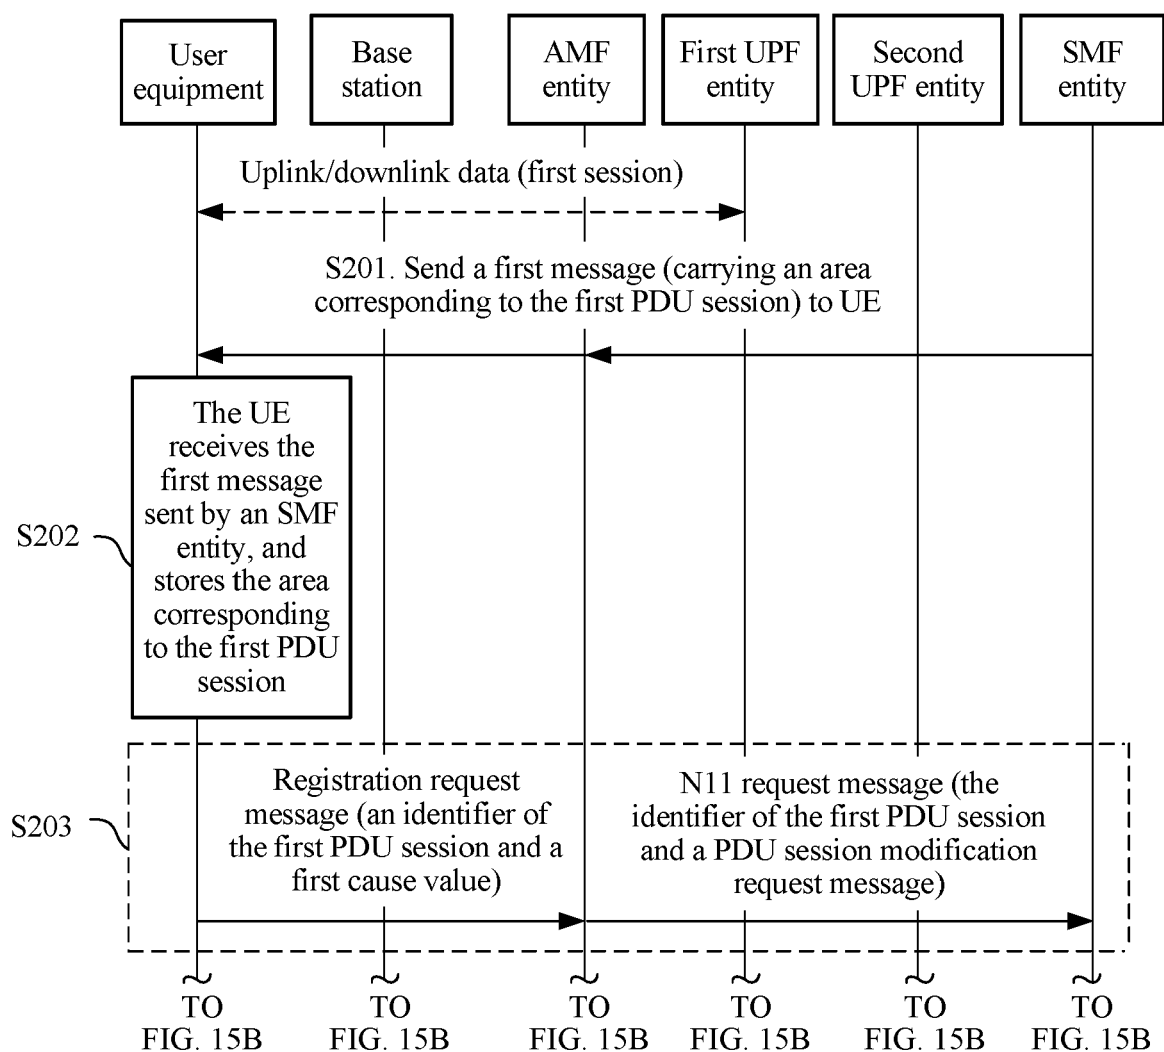 User
equipment
Base
station
AMF
entity
First UPF
entity
Second
UPF entity
SMF
entity
Uplink/downlink data (first session)
S201. Send a first message (carrying an area
corresponding to the first PDU session) to UE
The UE
receives the
first message
sent by an SMF
entity, and
stores the area
corresponding
to the first PDU
session
S202
Registration request
message (an identifier of
the first PDU session and a
first cause value)
N11 request message (the
identifier of the first PDU session
and a PDU session modification
request message)
S203
TO
FIG. 15B
TO
FIG. 15B
TO
FIG. 15B
TO
FIG. 15B
TO
FIG. 15B
TO
FIG. 15B